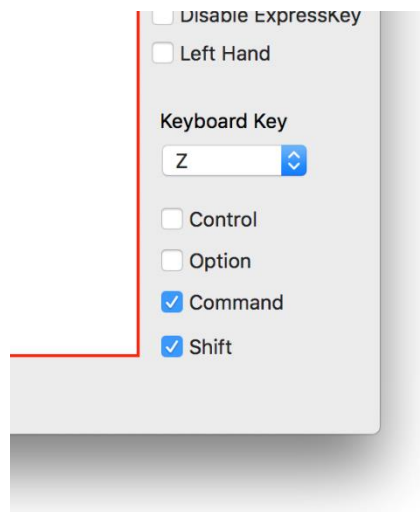 Disable ExpressKey
Left Hand
Keyboard Key
Z
Control
Option
Command
Shift